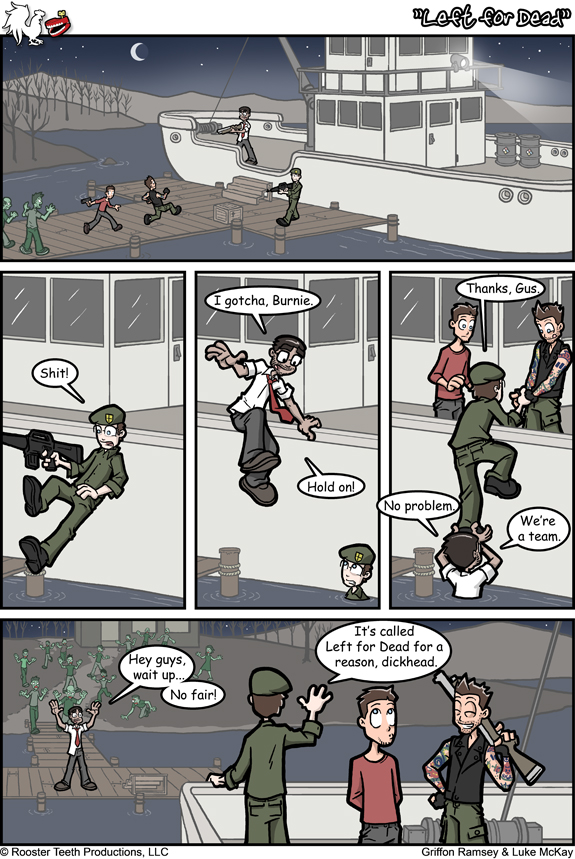 "Left for Dead"
Shit!
I gotcha, Burnie.
Hold on!
Thanks, Gus.
No problem.
We're
a team.
Hey guys,
wait up...
No fair!
It's called
Left for Dead for a
reason, dickhead.
© Rooster Teeth Productions, LLC
Griffon Ramsey & Luke McKay